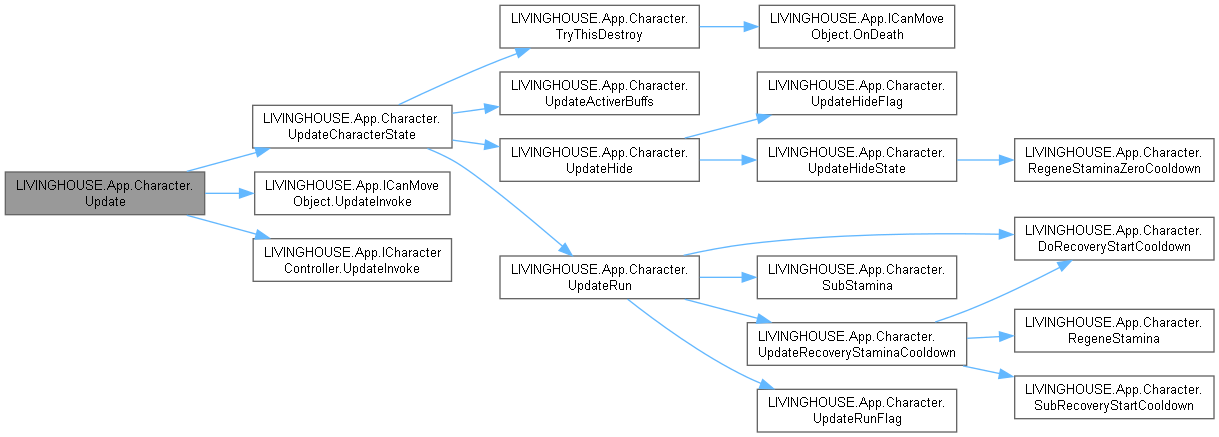 LIVINGHOUSE.App.Character.
Update
LIVINGHOUSE.App.Character.
UpdateCharacterState
LIVINGHOUSE.App.ICanMove
Object.UpdateInvoke
LIVINGHOUSE.App.ICharacter
Controller.UpdateInvoke
LIVINGHOUSE.App.Character.
TryThisDestroy
LIVINGHOUSE.App.Character.
UpdateActiverBuffs
LIVINGHOUSE.App.Character.
UpdateHide
LIVINGHOUSE.App.Character.
UpdateRun
LIVINGHOUSE.App.ICanMove
Object.OnDeath
LIVINGHOUSE.App.Character.
UpdateHideFlag
LIVINGHOUSE.App.Character.
UpdateHideState
LIVINGHOUSE.App.Character.
SubStamina
LIVINGHOUSE.App.Character.
UpdateRecoveryStaminaCooldown
LIVINGHOUSE.App.Character.
UpdateRunFlag
LIVINGHOUSE.App.Character.
RegeneStaminaZeroCooldown
LIVINGHOUSE.App.Character.
DoRecoveryStartCooldown
LIVINGHOUSE.App.Character.
RegeneStamina
LIVINGHOUSE.App.Character.
SubRecoveryStartCooldown